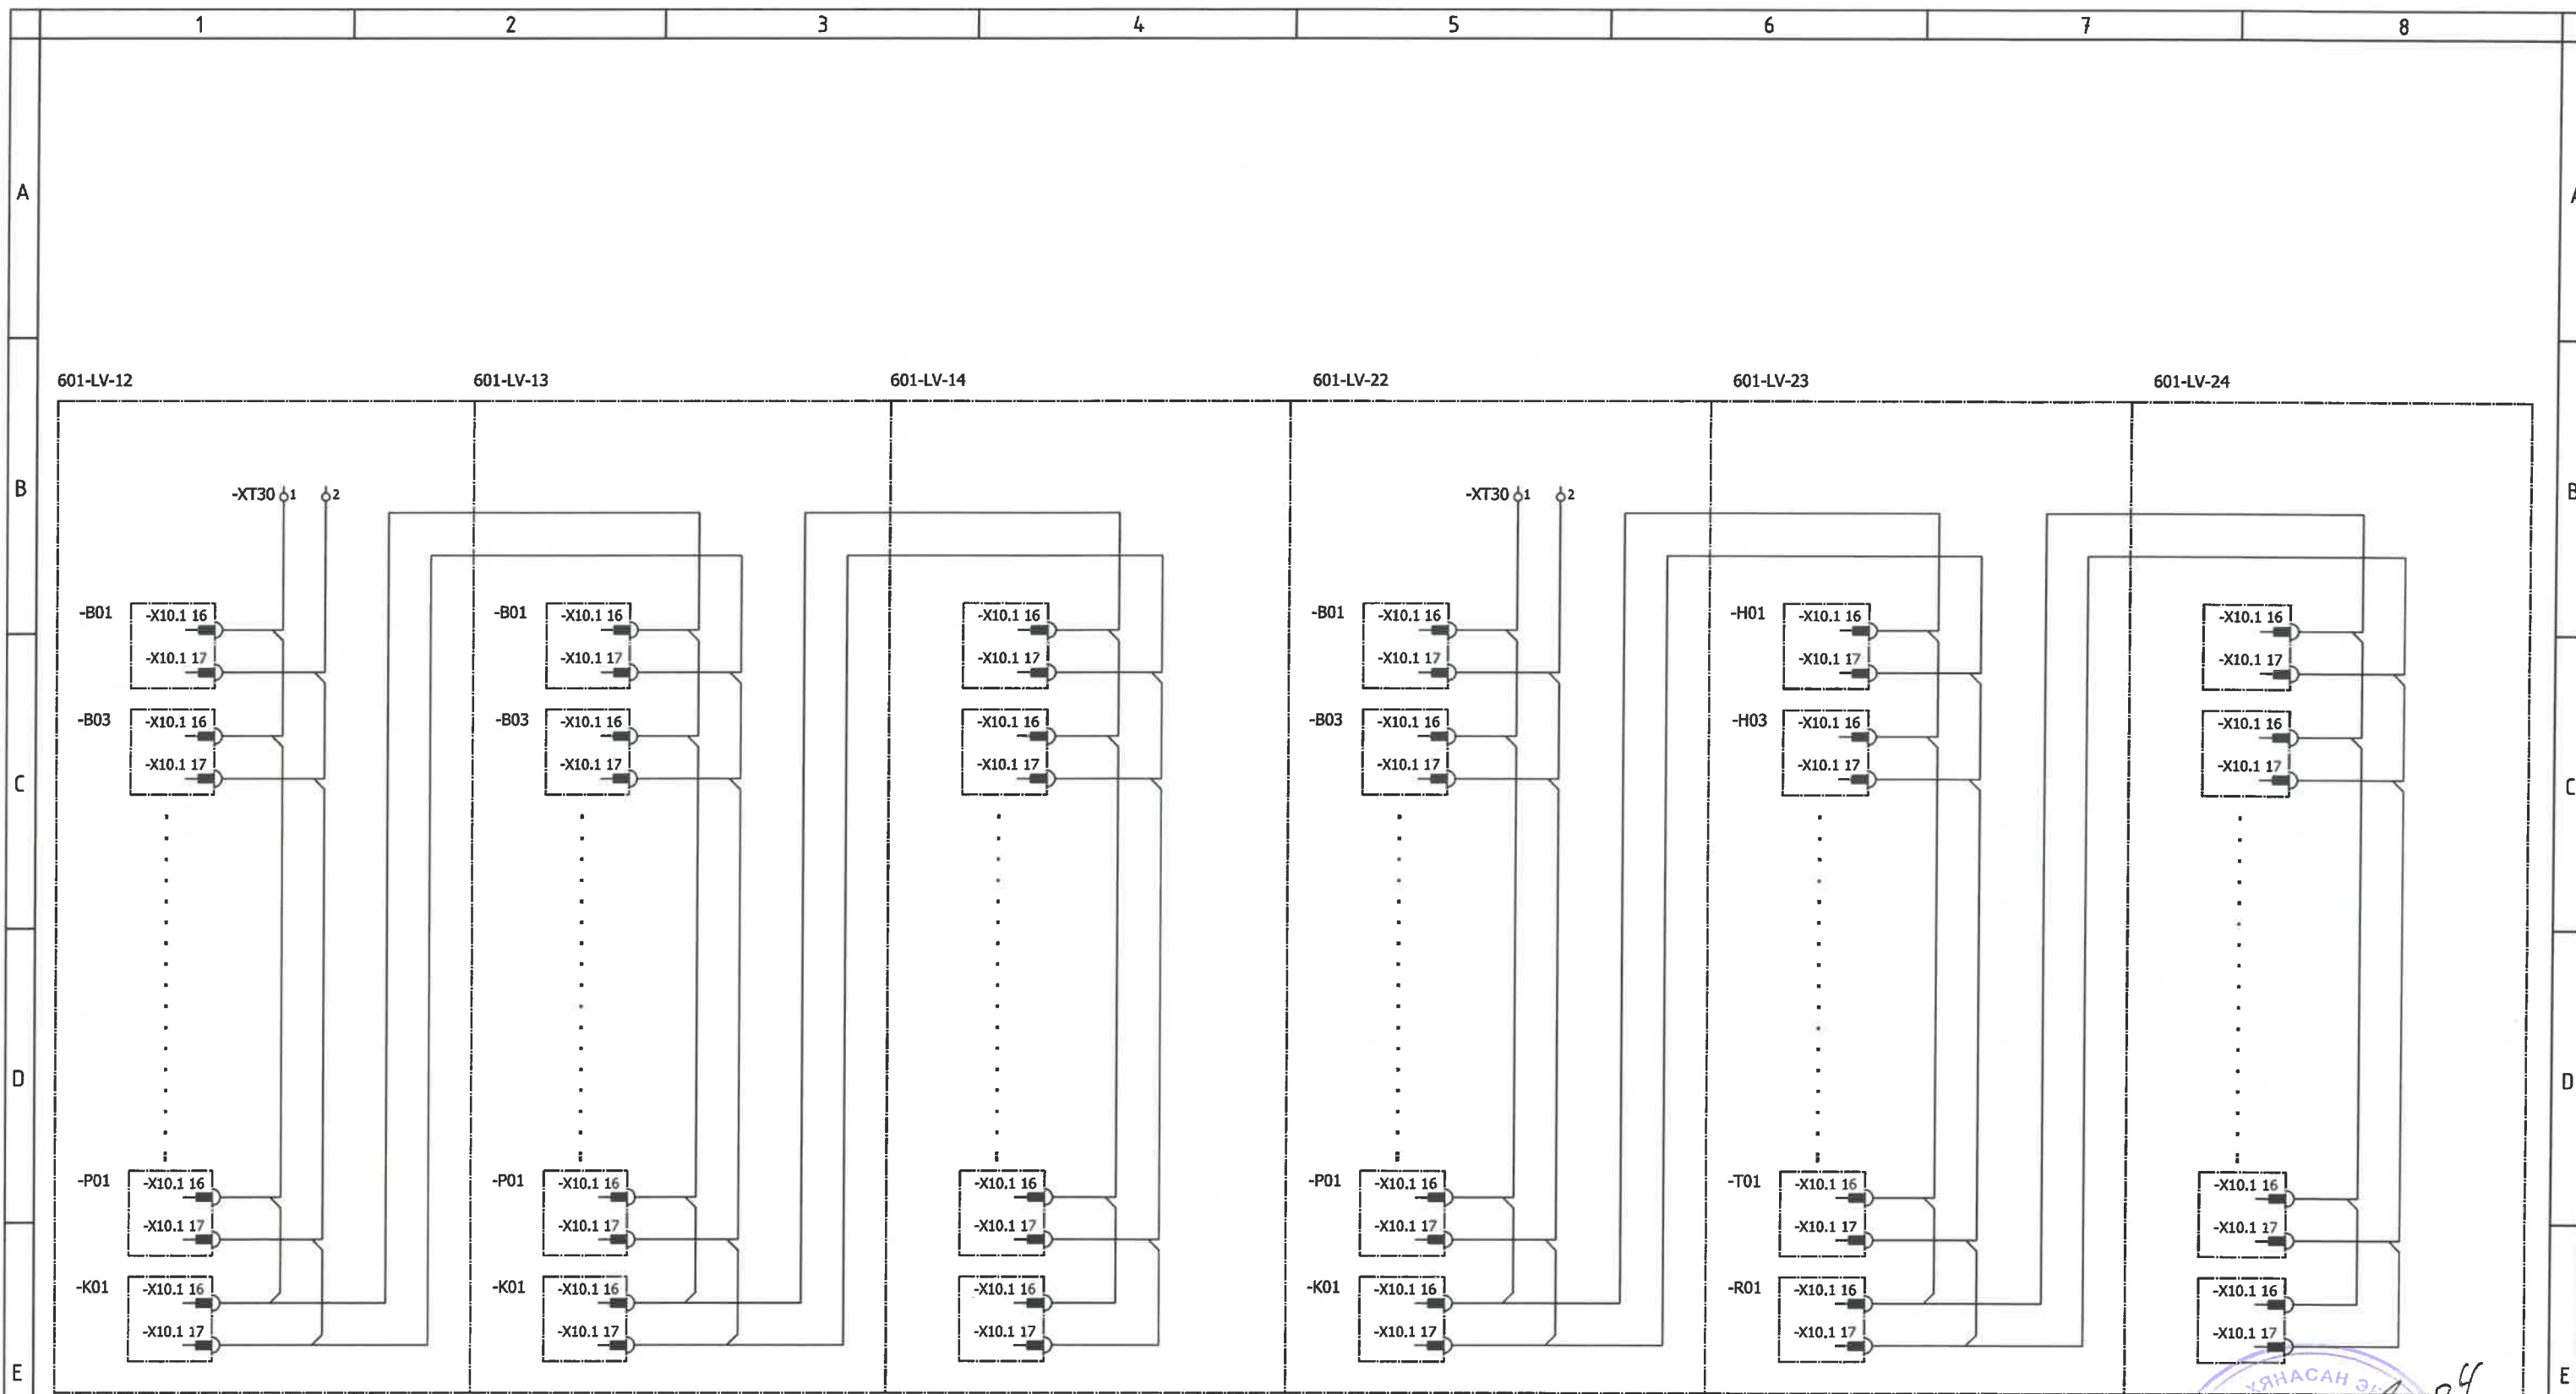 1 2 3 4 5 6 7 8
A A
601-LV-12 601-LV-13 601-LV-14 601-LV-22 601-LV-23 601-LV-24
B B
-XT30 1 2 -XT30 1 2
-B01 -X10.1 16 -B01 -X10.1 16 -X10.1 16 -B01 -X10.1 16 -H01 -X10.1 16 -X10.1 16
-X10.1 17 -X10.1 17 -X10.1 17 -X10.1 17 -X10.1 17 -X10.1 17
-B03 -X10.1 16 -B03 -X10.1 16 -X10.1 16 -B03 -X10.1 16 -H03 -X10.1 16 -X10.1 16
-X10.1 17 -X10.1 17 -X10.1 17 -X10.1 17 -X10.1 17 -X10.1 17
C C
D D
-P01 -X10.1 16 -P01 -X10.1 16 -X10.1 16 -P01 -X10.1 16 -T01 -X10.1 16 -X10.1 16
-X10.1 17 -X10.1 17 -X10.1 17 -X10.1 17 -X10.1 17 -X10.1 17
-K01 -X10.1 16 -K01 -X10.1 16 -X10.1 16 -K01 -X10.1 16 -R01 -X10.1 16 -X10.1 16
-X10.1 17 -X10.1 17 -X10.1 17 -X10.1 17 -X10.1 17 -X10.1 17
E E
ХЯНАСАН